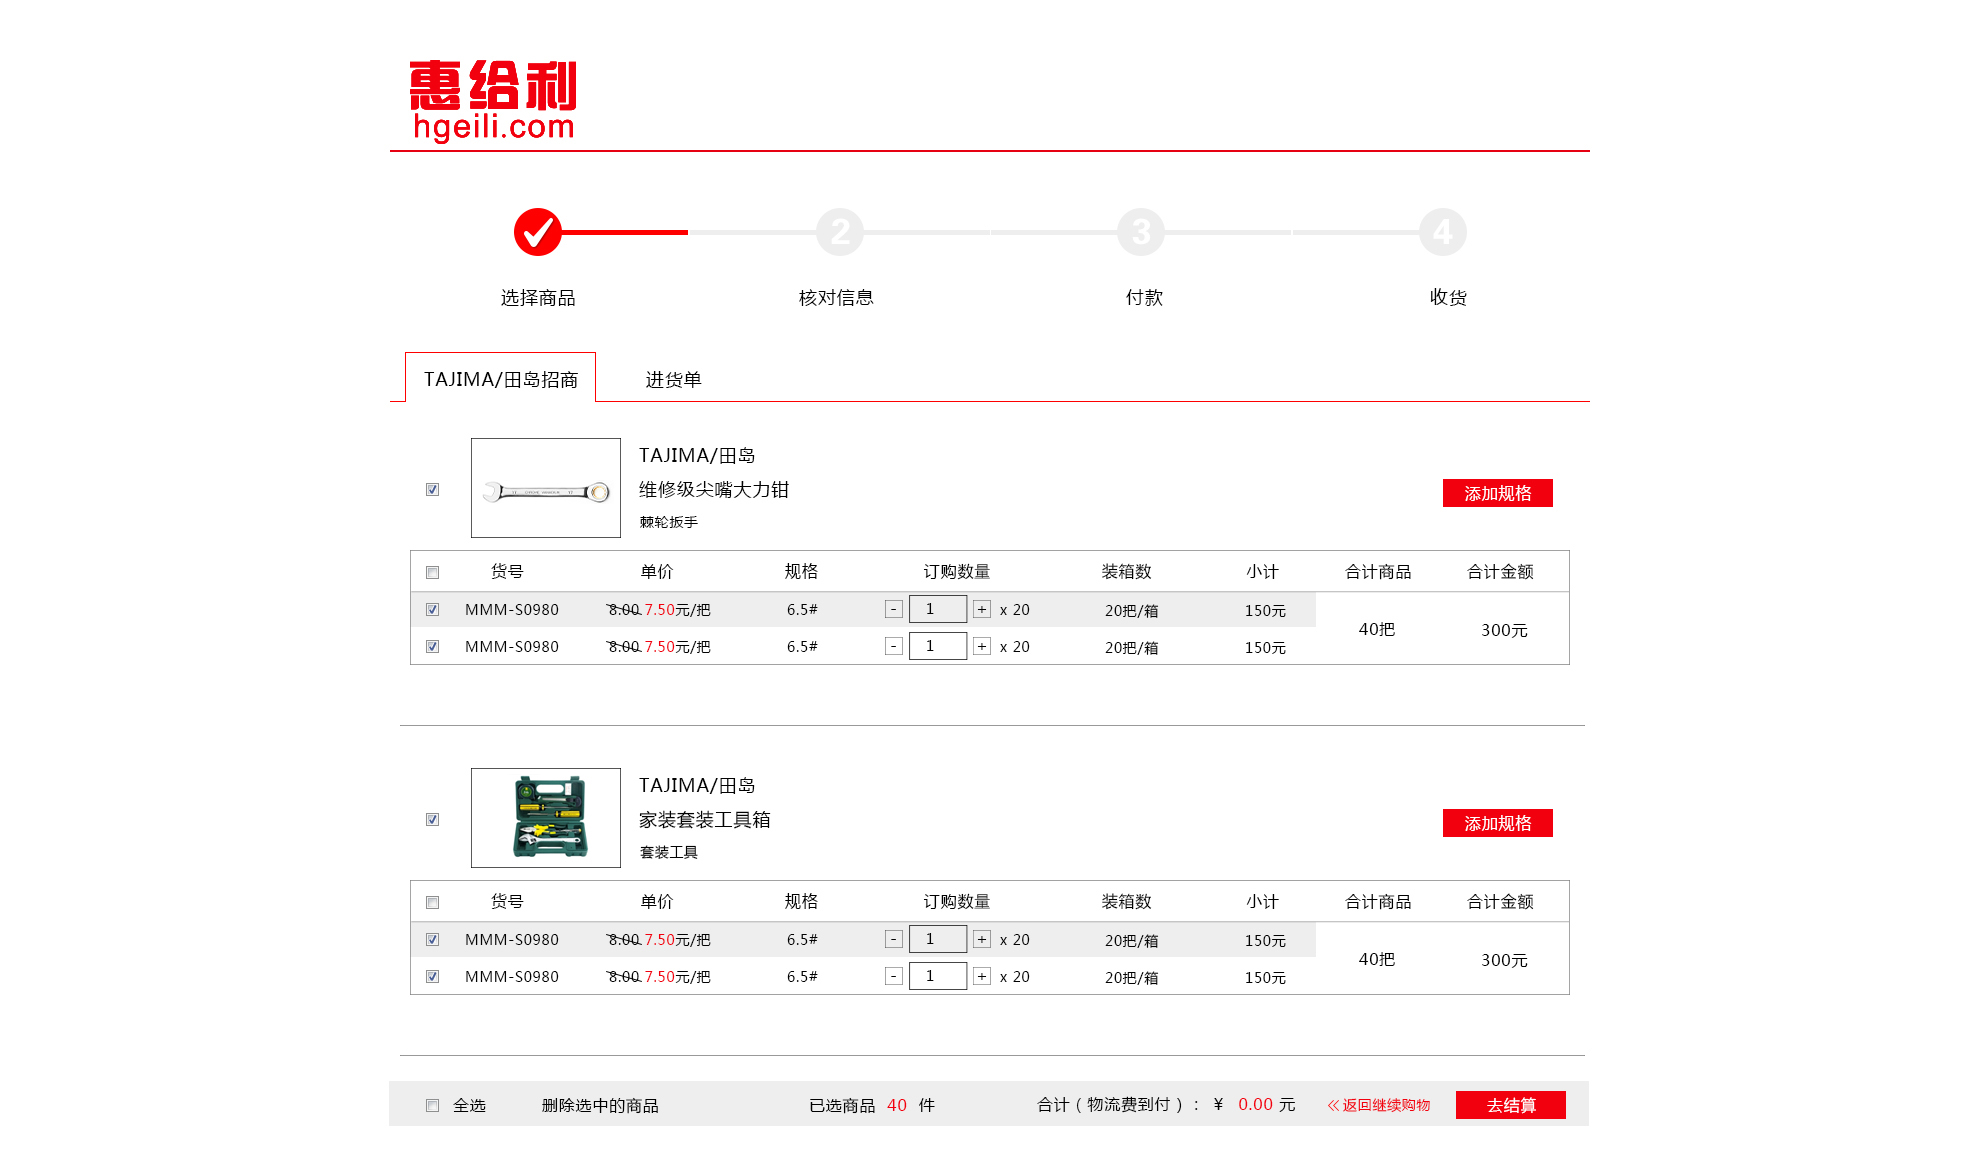 惠给利
hgeili.com
2 3 4
选择商品 核对信息 付款 收货
TAJIMA/田岛招商 进货单
TAJIMA/田岛
维修级尖嘴大力钳
添加规格
棘轮扳手
货号 单价 规格 订购数量 装箱数 小计 合计商品 合计金额
MMM-S0980 8.00 7.50元/把 6.5# - 1 + x 20 20把/箱 150元
40把 300元
MMM-S0980 8.00 7.50元/把 6.5# - 1 + x 20 20把/箱 150元
TAJIMA/田岛
家装套装工具箱
添加规格
套装工具
货号 单价 规格 订购数量 装箱数 小计 合计商品 合计金额
MMM-S0980 8.00 7.50元/把 6.5# - 1 + x 20 20把/箱 150元
40把 300元
MMM-S0980 8.00 7.50元/把 6.5# - 1 + x 20 20把/箱 150元
全选 删除选中的商品 已选商品 40 件 合计（物流费到付）： ¥ 0.00 元 《返回继续购物 去结算